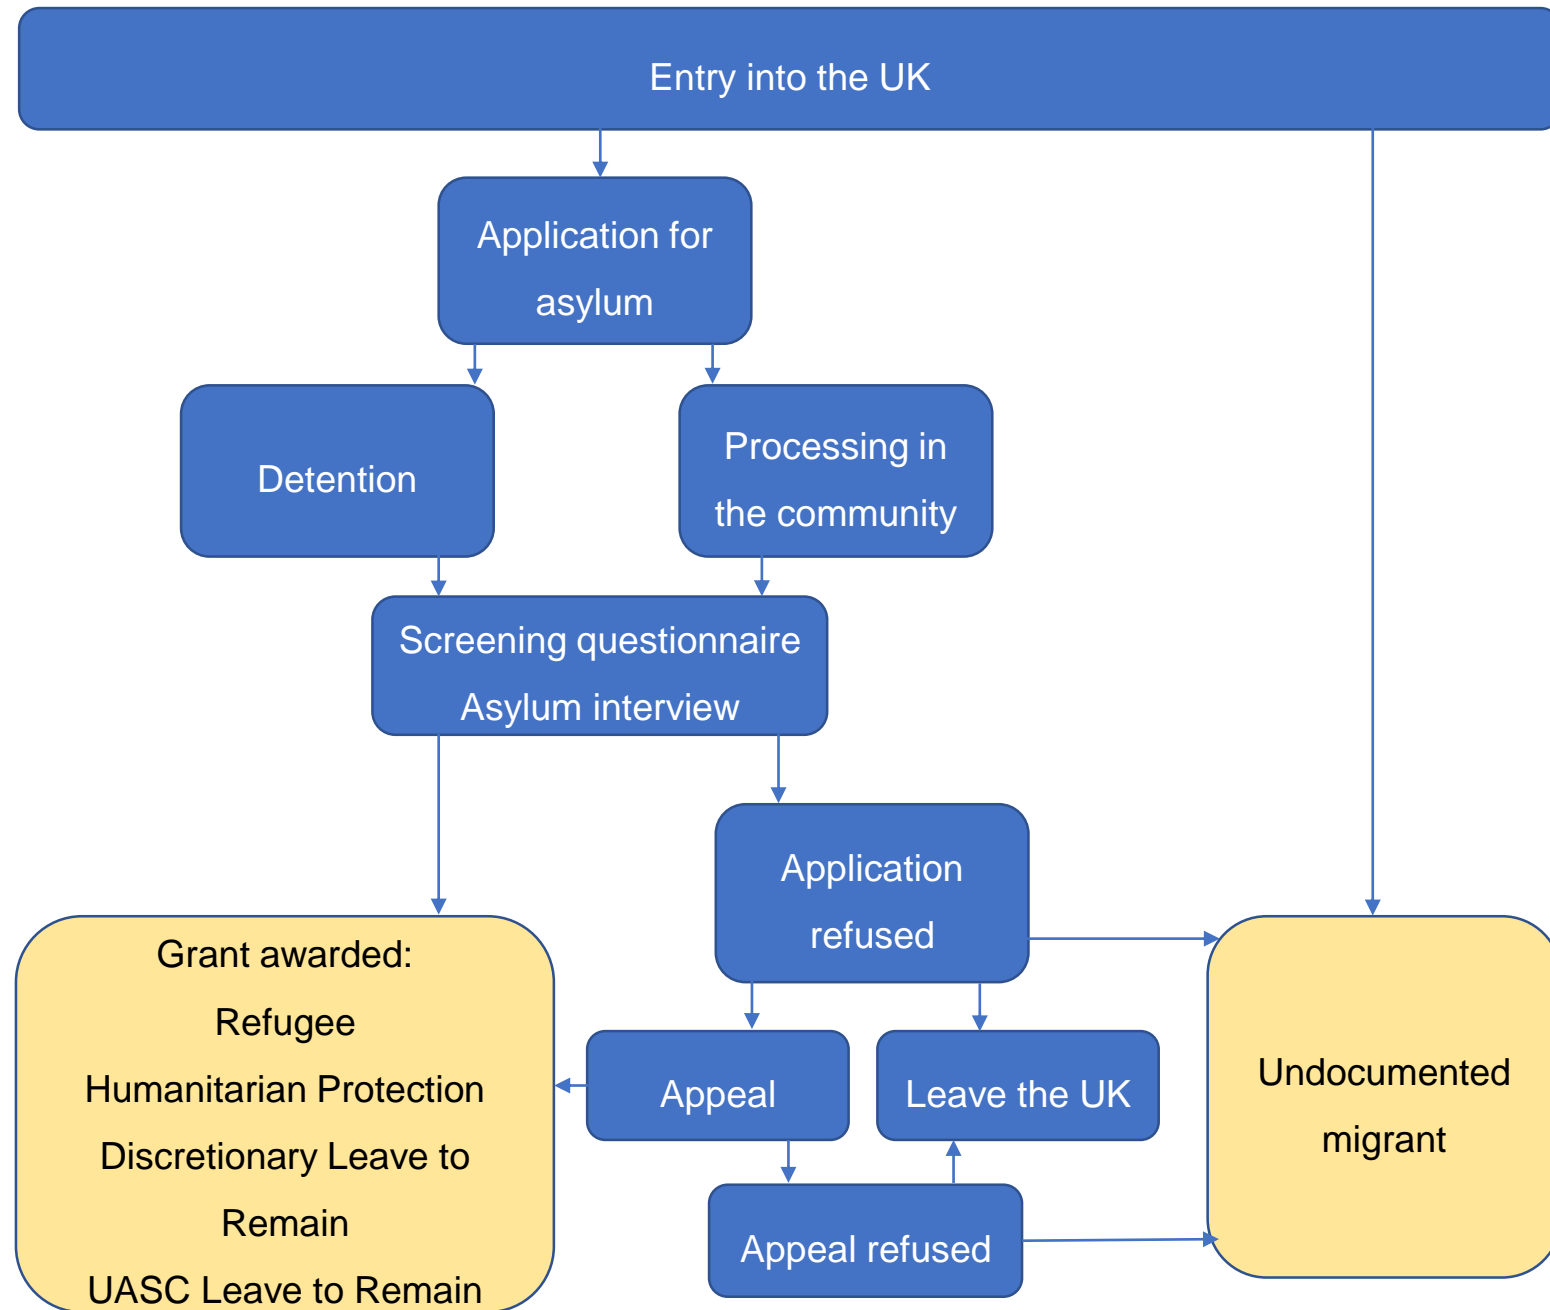 Entry into the UK
Application for
asylum
Detention
Processing in
the community
Screening questionnaire
Asylum interview
Application
refused
Grant awarded:
Refugee
Humanitarian Protection
Discretionary Leave to
Remain
UASC Leave to Remain
Appeal
Leave the UK
Undocumented
migrant
Appeal refused